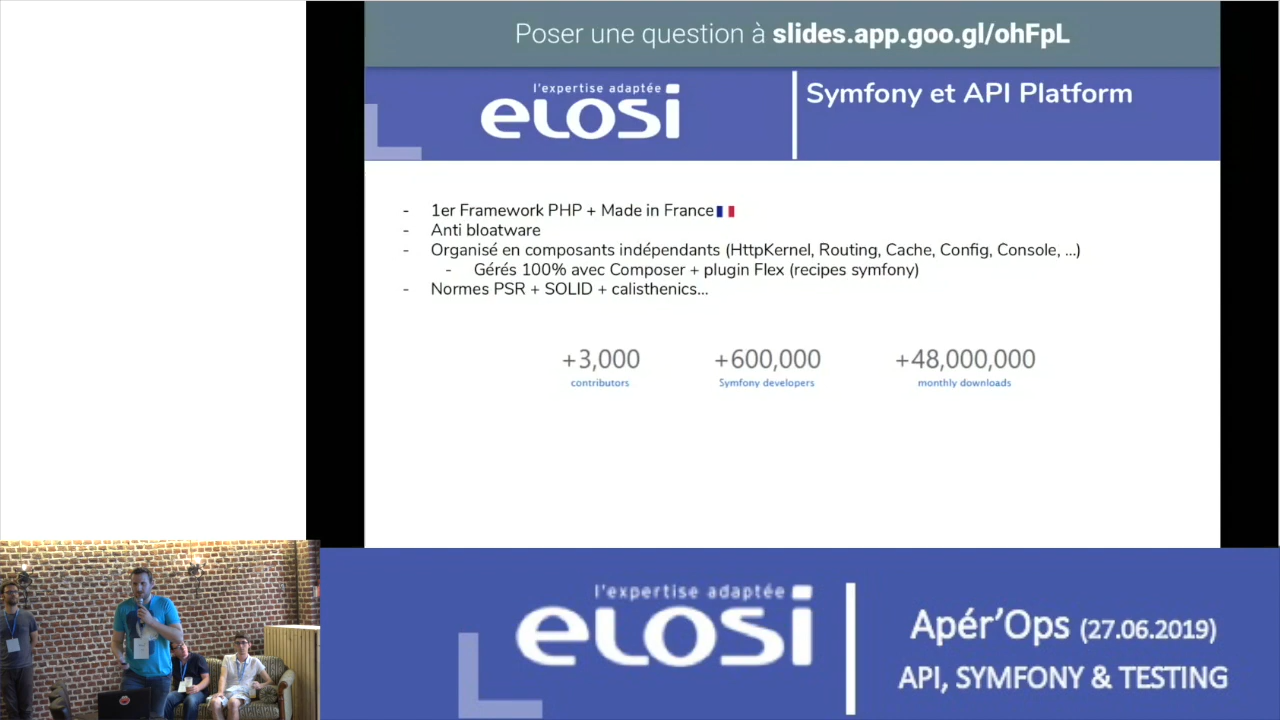 Poser une question à slides.app.goo.gl/ohFpL
l'expertise adaptée
elosi
Symfony et API Platform
- 1er Framework PHP + Made in France
- Anti bloatware
- Organisé en composants indépendants (HttpKernel, Routing, Cache, Config, Console, ...)
- Gérés 100% avec Composer + plugin Flex (recipes symfony)
- Normes PSR + SOLID + calisthenics...
+3,000
contributors
+600,000
Symfony developers
+48,000,000
monthly downloads
l'expertise adaptée
elosi
Apér'Ops (27.06.2019)
API, SYMFONY & TESTING